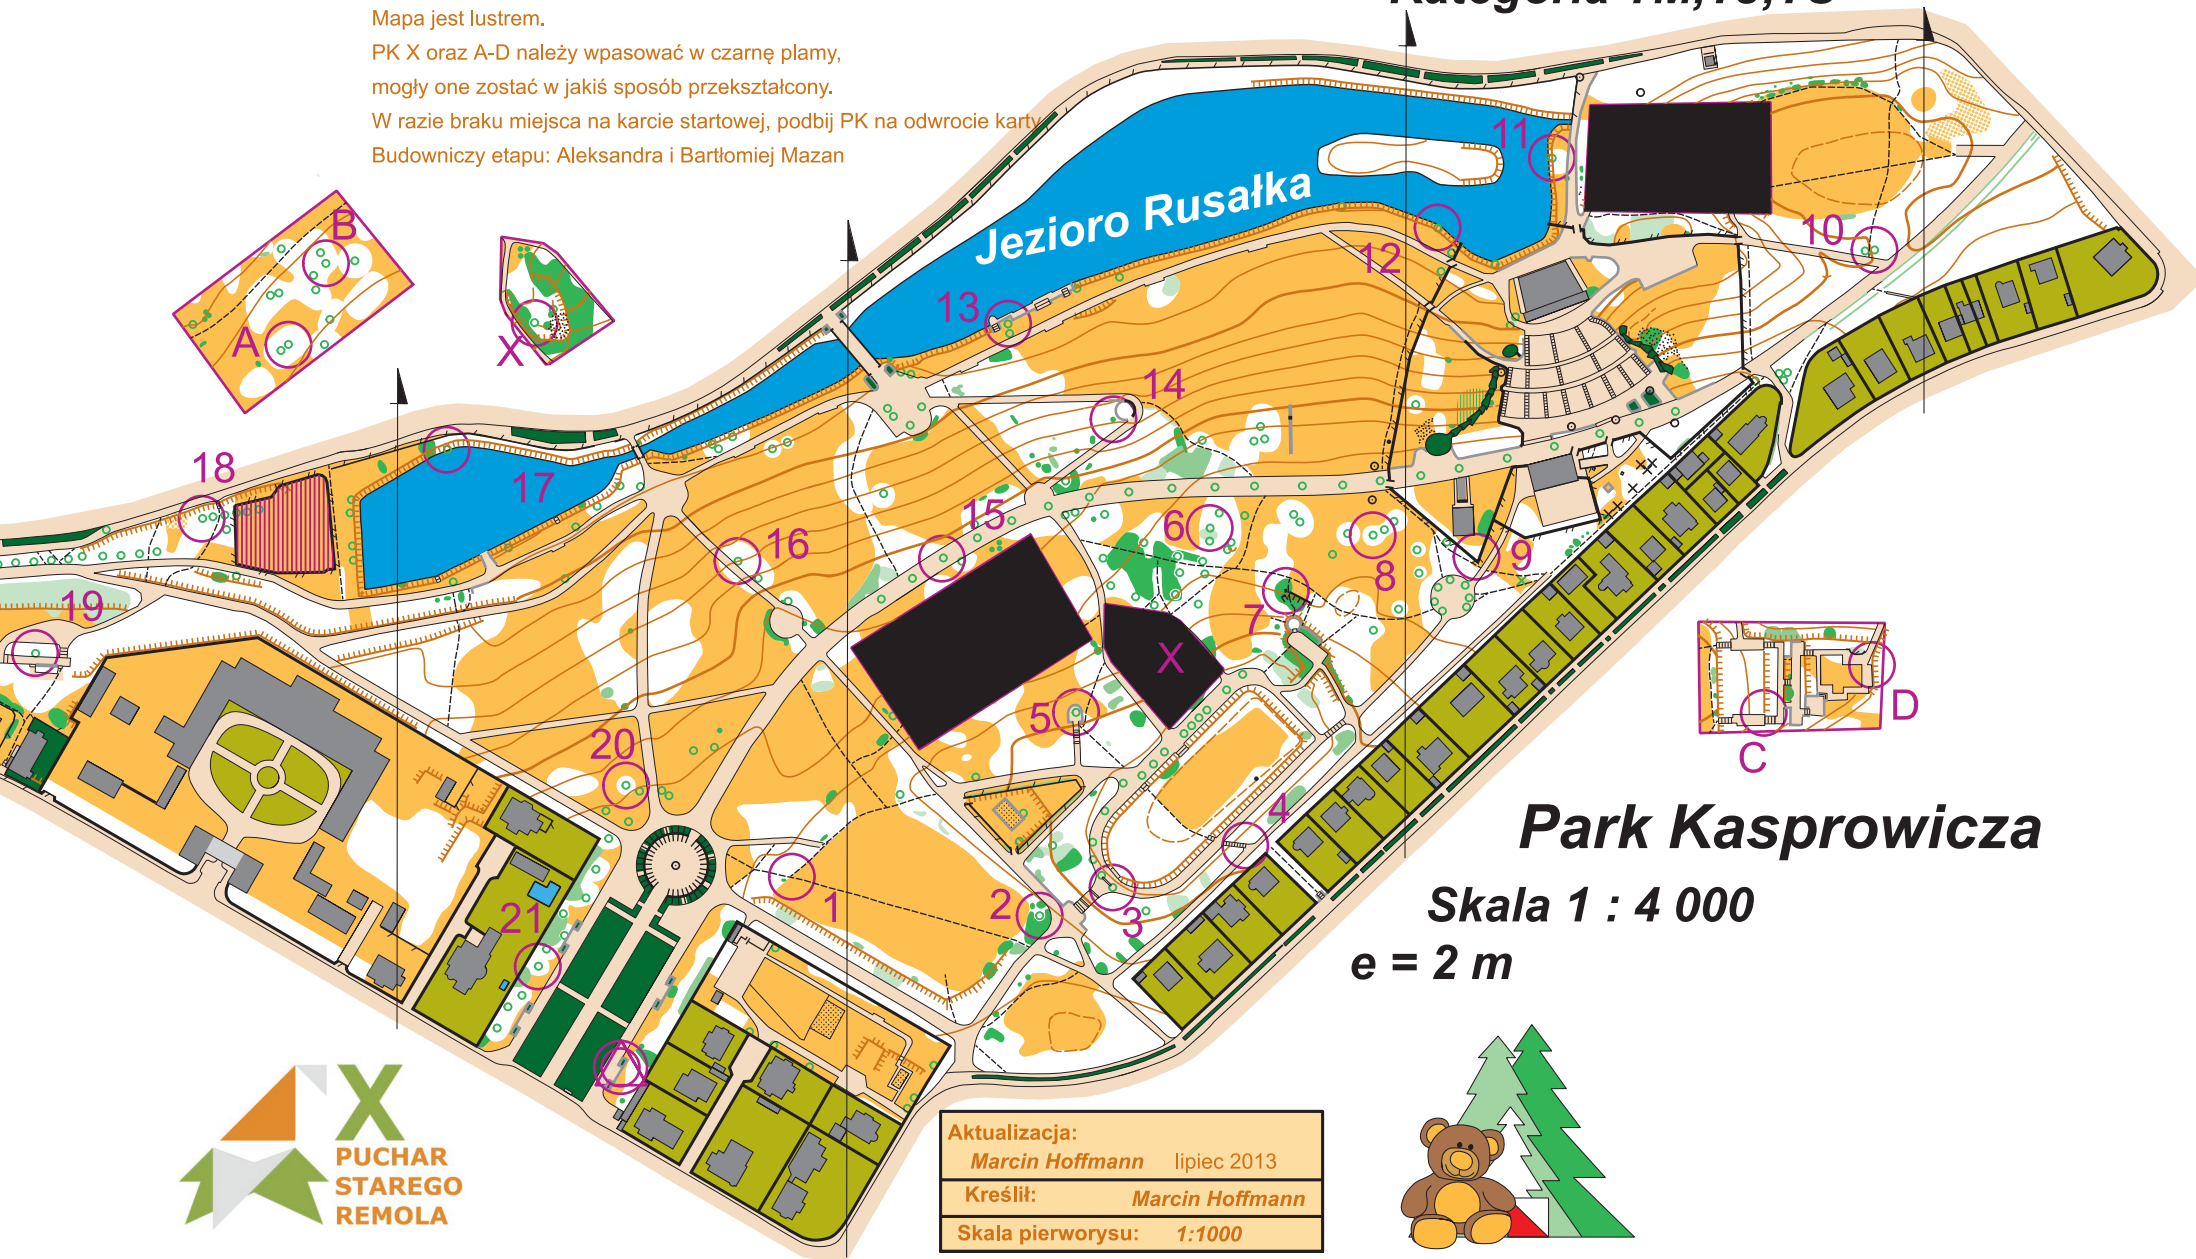 Kategoria TM, TJ, TS
Mapa jest lustrem.
PK X oraz A-D należy wpasować w czarnę plamy,
mogły one zostać w jakiś sposób przekształcony.
W razie braku miejsca na karcie startowej, podbij PK na odwrocie karty
Budowniczy etapu: Aleksandra i Bartłomiej Mazan
11
B
Jezioro Rusałka
10
12
A
X
13
14
18
17
15
6
16
9
8
19
7
X
5
D
20
C
4
Park Kasprowicza
1
2
3
Skala 1 : 4 000
21
e = 2 m
X
PUCHAR
STAREGO
REMOLA
Aktualizacja:
Marcin Hoffmann lipiec 2013
Kreślił: Marcin Hoffmann
Skala pierworysu: 1:1000